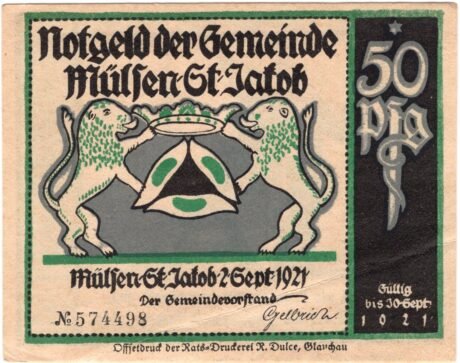 Notgeld der Gemeinde
Mülsen St. Jakob
50
Pfg
Mülsen St. Jakob 2 Sept 1921
Der Gemeindevorstand
№ 574498
Gültig
bis 30 Sept.
1921
Offsetdruck der Rats-Druckerei R. Dulce, Glauchau